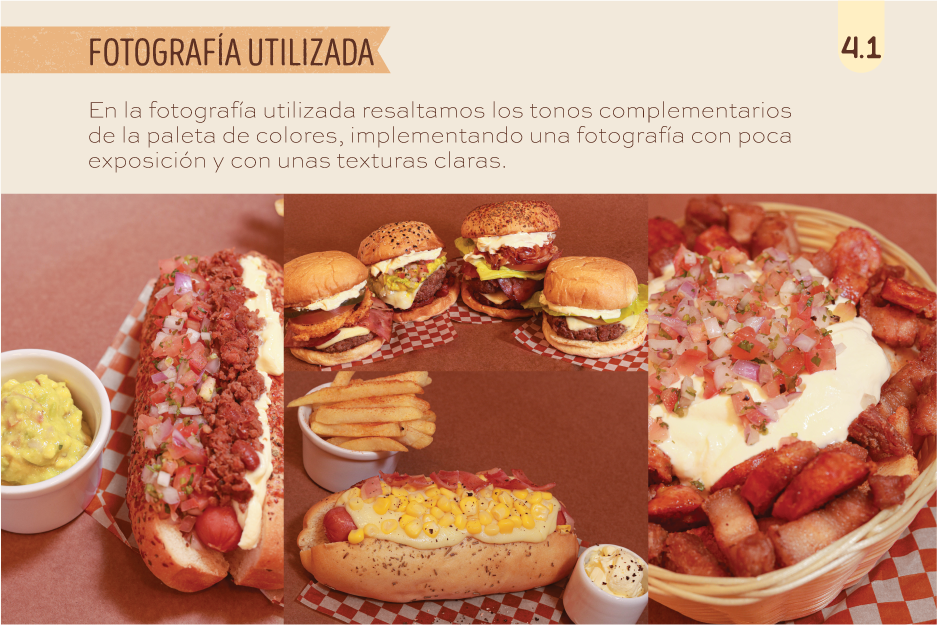 FOTOGRAFÍA UTILIZADA
4.1
En la fotografía utilizada resaltamos los tonos complementarios
de la paleta de colores, implementando una fotografía con poca
exposición y con unas texturas claras.